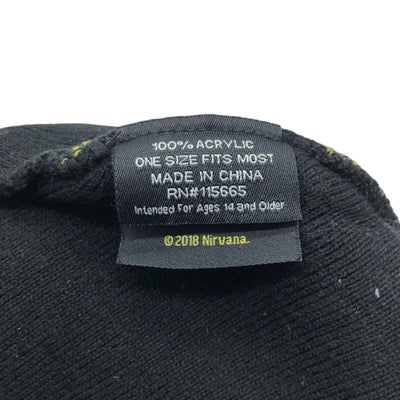 100% ACRYLIC
ONE SIZE FITS MOST
MADE IN CHINA
RN#115665
Intended For Ages 14 and Older
©2018 Nirvana.